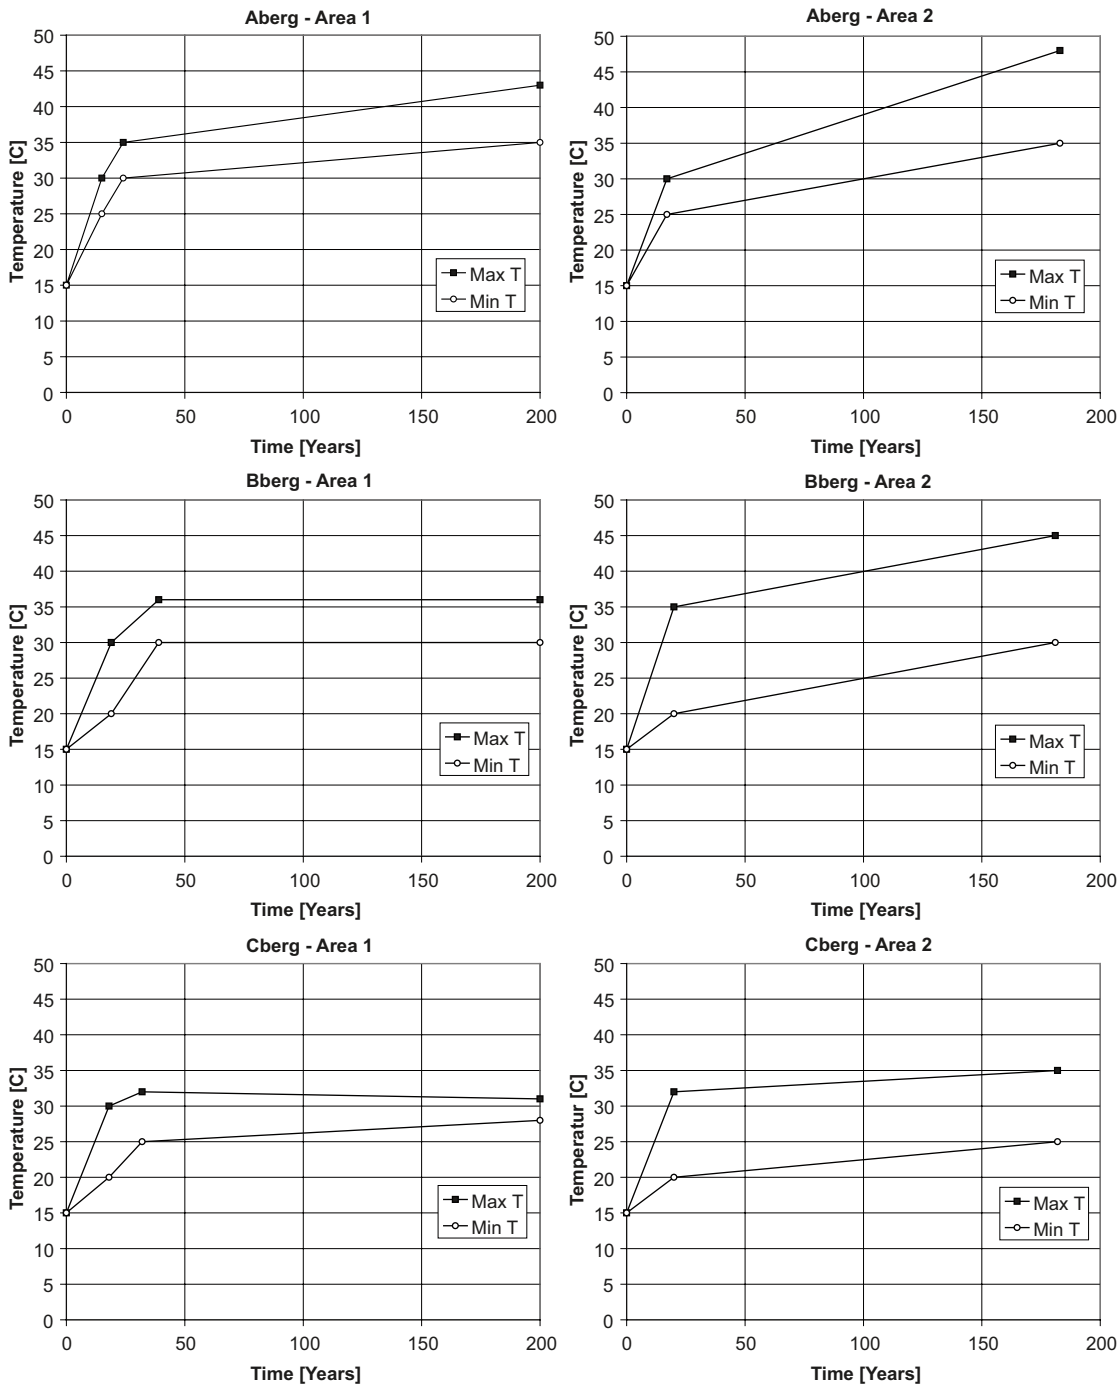 Aberg - Area 1
50
45
40
35
30
25
20
15
10
5
0
Temperature [C]
Max T
Min T
0 50 100 150 200
Time [Years]
Aberg - Area 2
50
45
40
35
30
25
20
15
10
5
0
Temperature [C]
Max T
Min T
0 50 100 150 200
Time [Years]
Bberg - Area 1
50
45
40
35
30
25
20
15
10
5
0
Temperature [C]
Max T
Min T
0 50 100 150 200
Time [Years]
Bberg - Area 2
50
45
40
35
30
25
20
15
10
5
0
Temperature [C]
Max T
Min T
0 50 100 150 200
Time [Years]
Cberg - Area 1
50
45
40
35
30
25
20
15
10
5
0
Temperature [C]
Max T
Min T
0 50 100 150 200
Time [Years]
Cberg - Area 2
50
45
40
35
30
25
20
15
10
5
0
Temperatur [C]
Max T
Min T
0 50 100 150 200
Time [Years]